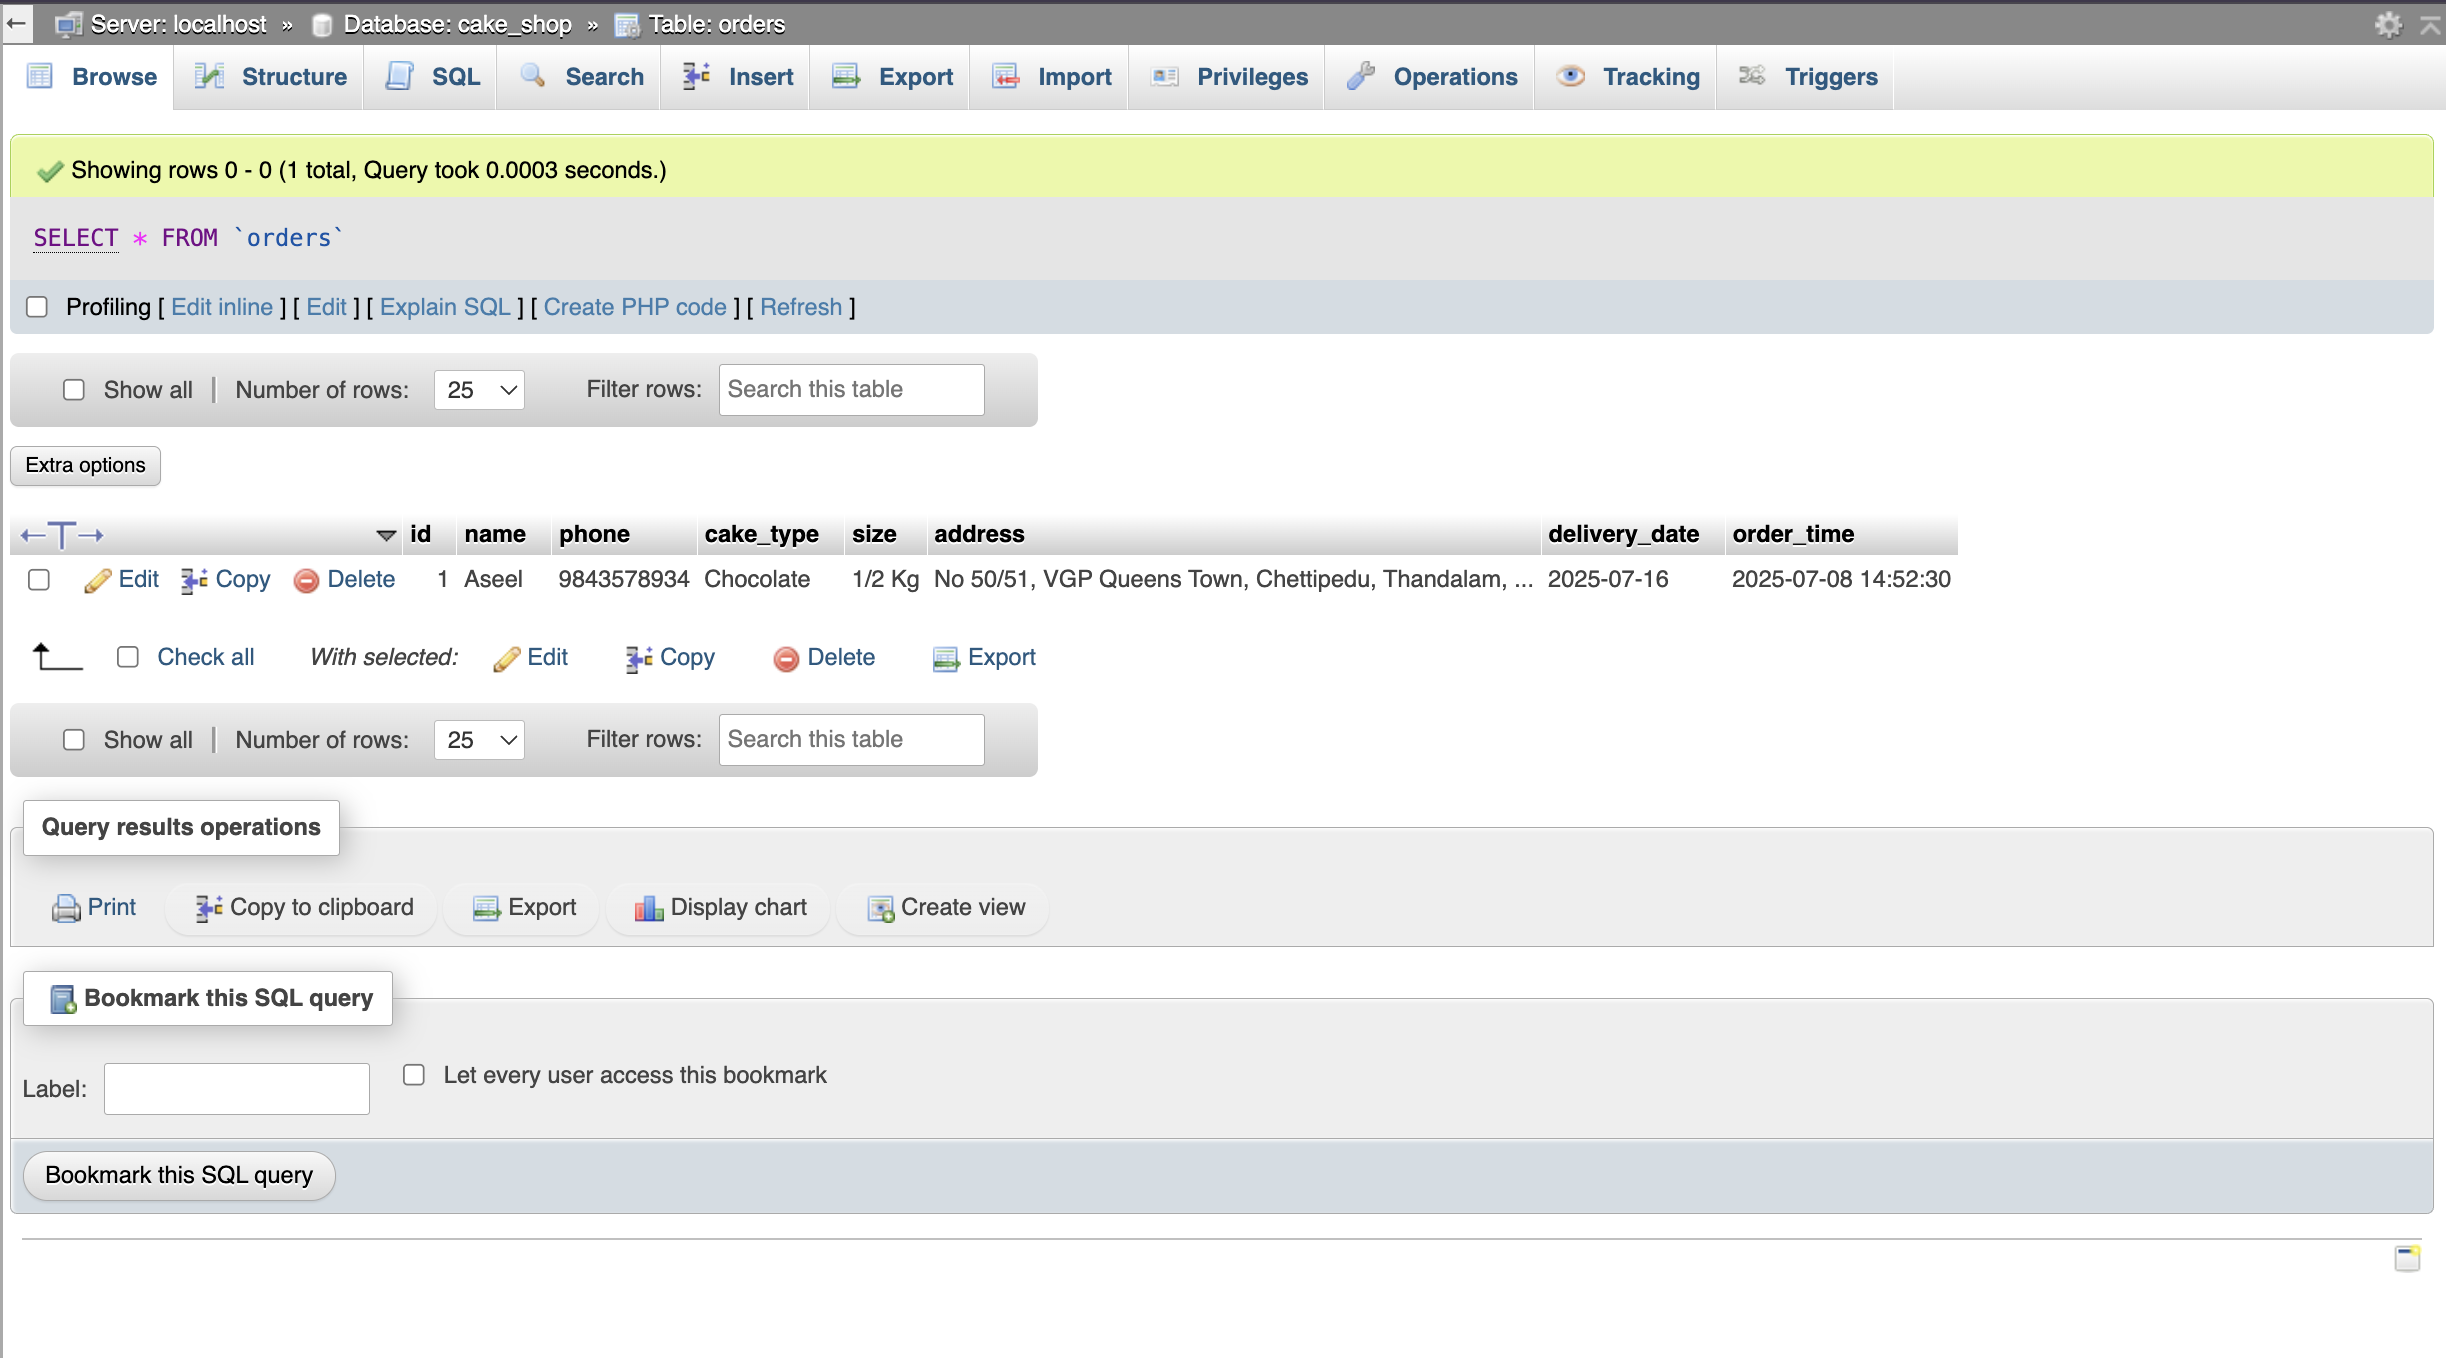 Server: localhost » Database: cake_shop » Table: orders
Browse Structure SQL Search Insert Export Import Privileges Operations Tracking Triggers
Showing rows 0 - 0 (1 total, Query took 0.0003 seconds.)
SELECT * FROM `orders`
Profiling [ Edit inline ] [ Edit ] [ Explain SQL ] [ Create PHP code ] [ Refresh ]
Show all | Number of rows: 25 Filter rows: Search this table
Extra options
←T→ id name phone cake_type size address delivery_date order_time
Edit Copy Delete 1 Aseel 9843578934 Chocolate 1/2 Kg No 50/51, VGP Queens Town, Chettipedu, Thandalam, ... 2025-07-16 2025-07-08 14:52:30
Check all With selected: Edit Copy Delete Export
Show all | Number of rows: 25 Filter rows: Search this table
Query results operations
Print Copy to clipboard Export Display chart Create view
Bookmark this SQL query
Label: Let every user access this bookmark
Bookmark this SQL query